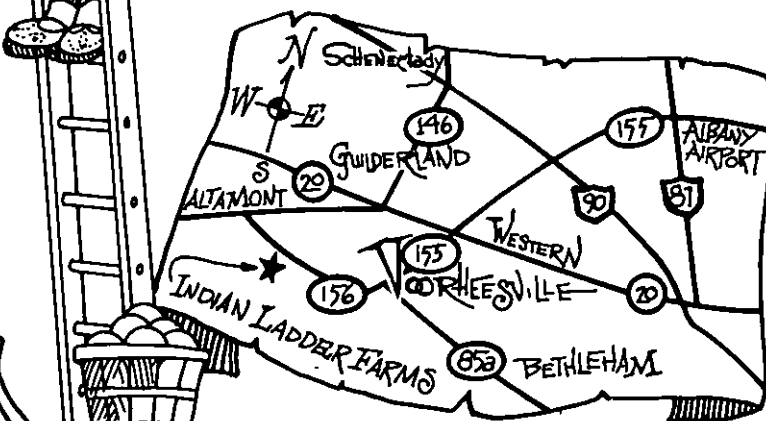 N
SCHENECTADY
W
E
S
146
155
ALBANY
AIRPORT
GUILDERLAND
20
ALTAMONT
90
87
WESTERN
155
VOORHEESVILLE
156
20
INDIAN LADDER FARMS
85a
BETHLEHAM